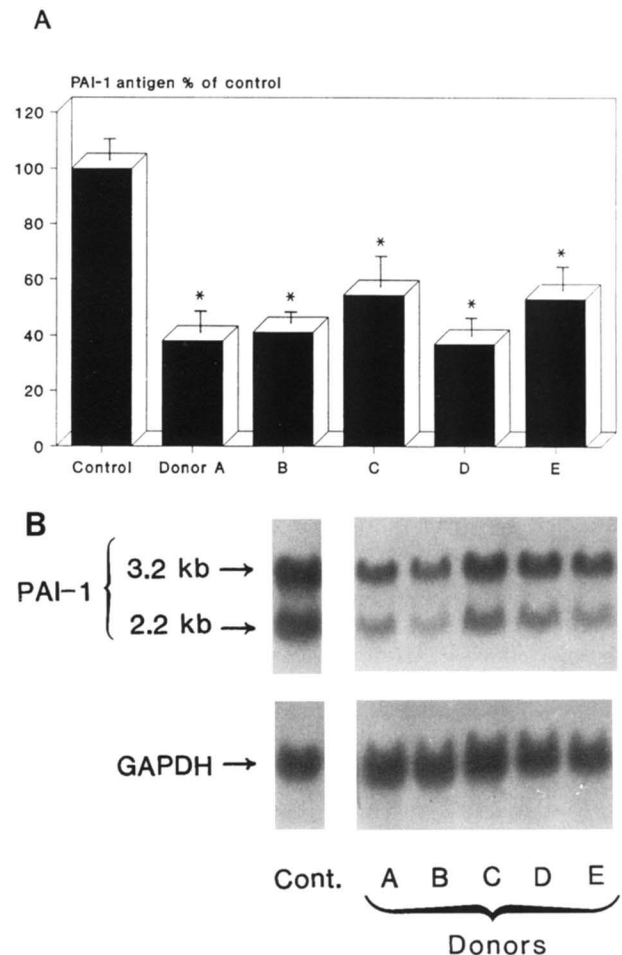 A
PAI-1 antigen % of control
120
100
80
60
40
20
0
*
*
*
*
*
Control Donor A B C D E
B
PAI-1
3.2 kb →
2.2 kb →
GAPDH →
Cont. A B C D E
Donors